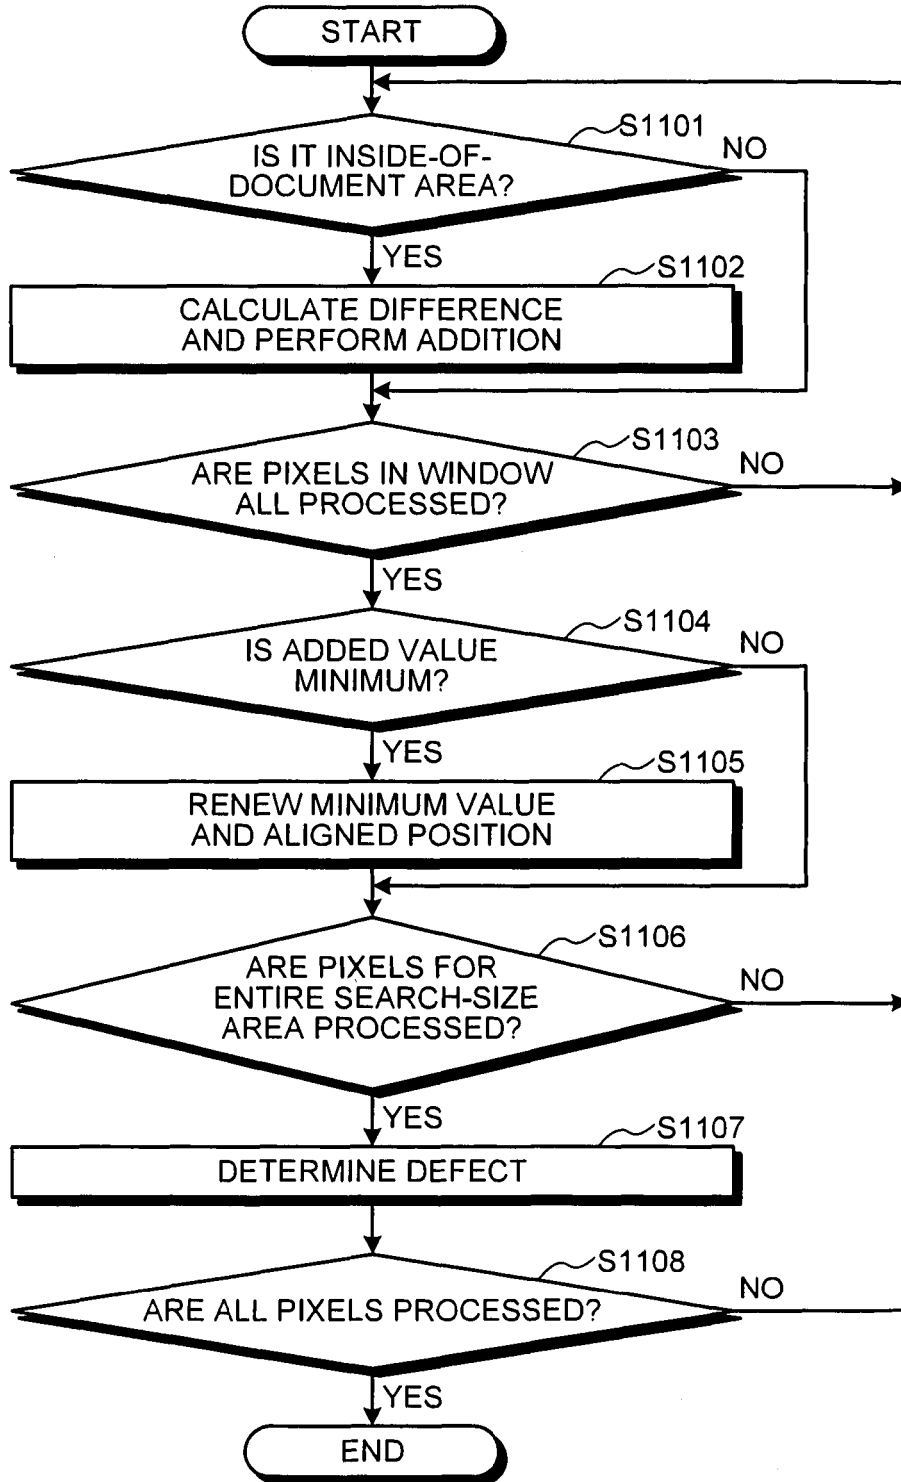 START
S1101
NO
IS IT INSIDE-OF-
DOCUMENT AREA?
YES
S1102
CALCULATE DIFFERENCE
AND PERFORM ADDITION
S1103
NO
ARE PIXELS IN WINDOW
ALL PROCESSED?
YES
S1104
NO
IS ADDED VALUE
MINIMUM?
YES
S1105
RENEW MINIMUM VALUE
AND ALIGNED POSITION
S1106
ARE PIXELS FOR
NO
ENTIRE SEARCH-SIZE
AREA PROCESSED?
YES
S1107
DETERMINE DEFECT
S1108
NO
ARE ALL PIXELS PROCESSED?
YES
END